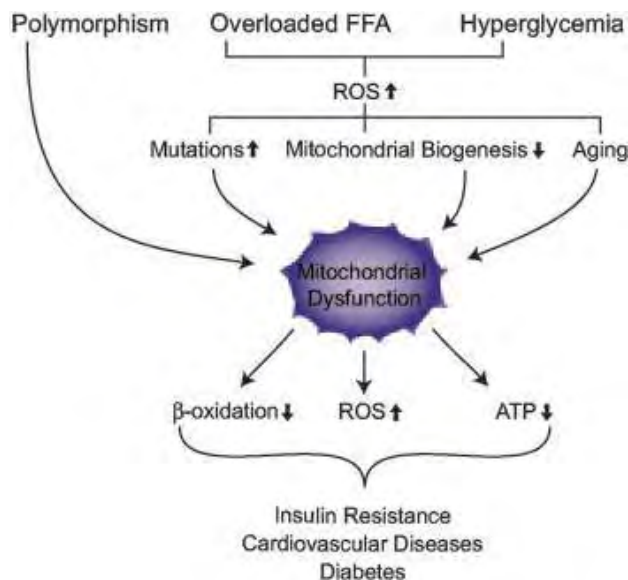 Polymorphism Overloaded FFA Hyperglycemia
ROS ↑
Mutations ↑ Mitochondrial Biogenesis ↓ Aging
Mitochondrial
Dysfunction
β-oxidation ↓ ROS ↑ ATP ↓
Insulin Resistance
Cardiovascular Diseases
Diabetes